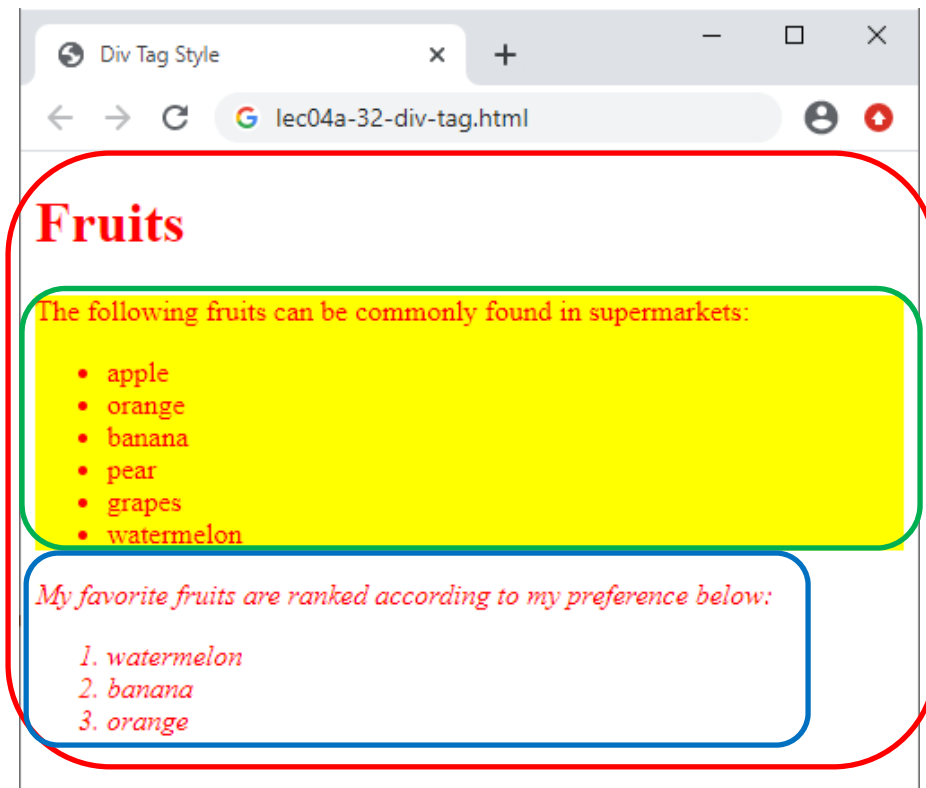 Div Tag Style
lec04a-32-div-tag.html
Fruits
The following fruits can be commonly found in supermarkets:
• apple
• orange
• banana
• pear
• grapes
• watermelon
My favorite fruits are ranked according to my preference below:
1. watermelon
2. banana
3. orange